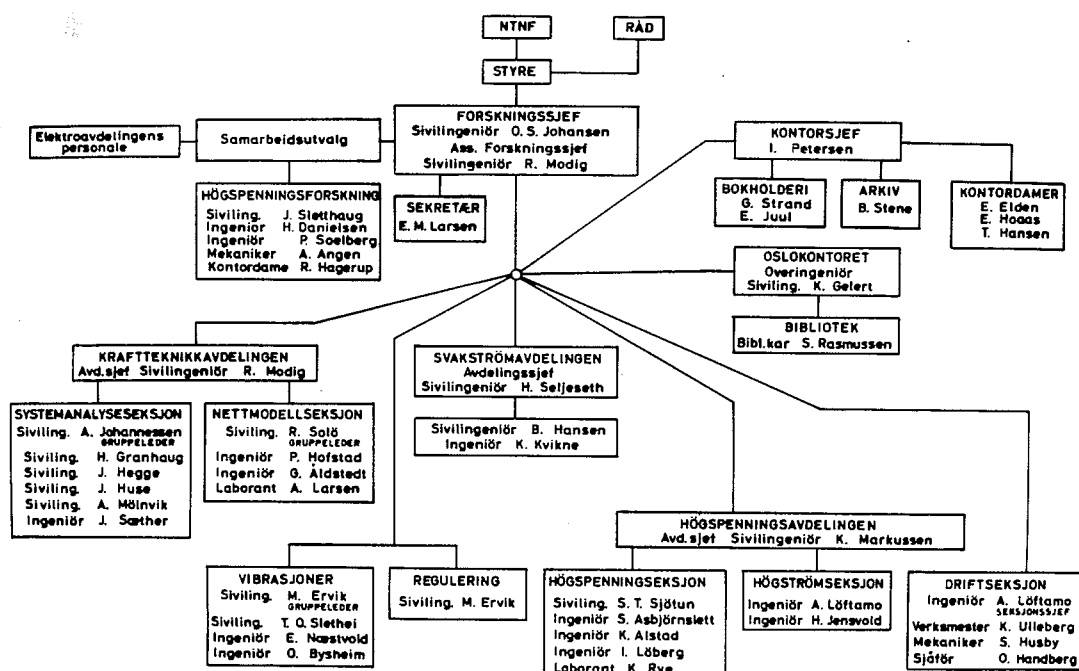 NTNF
RÅD
STYRE
FORSKNINGSSJEF
Sivilingeniör O. S. Johansen
Ass. Forskningssjef
Sivilingeniör R. Modig
Samarbeidsutvalg
Elektroavdelingens
personale
KONTORSJEF
I. Petersen
HÖGSPENNINGSFORSKNING
Siviling. J. Sletthaug
Ingeniör H. Danielsen
Ingeniör P. Soelberg
Mekaniker A. Angen
Kontordame R. Hagerup
SEKRETÆR
E. M. Larsen
BOKHOLDERI
G. Strand
E. Juul
ARKIV
B. Stene
KONTORDAMER
E. Elden
E. Hoaas
T. Hansen
OSLOKONTORET
Overingeniör
Siviling. K. Gelert
BIBLIOTEK
Bibl.kar S. Rasmussen
KRAFTTEKNIKKAVDELINGEN
Avd.sjef Sivilingeniör R. Modig
SVAKSTRÖMAVDELINGEN
Avdelingssjef
Sivilingeniör H. Seljeseth
Sivilingeniör B. Hansen
Ingeniör K. Kvikne
SYSTEMANALYSESEKSJON
Siviling. A. Johannessen
GRUPPELEDER
Siviling. H. Granhaug
Siviling. J. Hegge
Siviling. J. Huse
Siviling. A. Mölnvik
Ingeniör J. Sæther
NETTMODELLSEKSJON
Siviling. R. Solö
GRUPPELEDER
Ingeniör P. Hofstad
Ingeniör G. Åldstedt
Laborant A. Larsen
HÖGSPENNINGSAVDELINGEN
Avd.sjef Sivilingeniör K. Markussen
VIBRASJONER
Siviling. M. Ervik
GRUPPELEDER
Siviling. T. O. Slethei
Ingeniör E. Næstvold
Ingeniör O. Bysheim
REGULERING
Siviling. M. Ervik
HÖGSPENNINGSEKSJON
Siviling. S. T. Sjötun
Ingeniör S. Asbjörnslett
Ingeniör K. Alstad
Ingeniör I. Löberg
Laborant K. Rye
HÖGSTRÖMSEKSJON
Ingeniör A. Löftamo
Ingeniör H. Jensvold
DRIFTSEKSJON
Ingeniör A. Löftamo
SEKSJONSSJEF
Verksmester K. Ulleberg
Mekaniker S. Husby
Sjåför O. Handberg